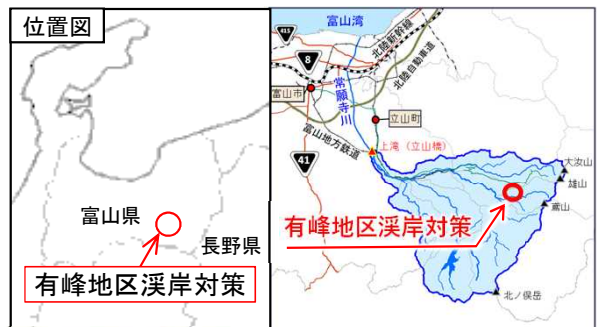 位置図
富山県
長野県
有峰地区渓岸対策
富山湾
415
8
北陸新幹線
北陸自動車道
富山市
常願寺川
立山町
富山地方鉄道
上滝（立山橋）
41
大汝山
雄山
鳶山
有峰地区渓岸対策
北ノ俣岳